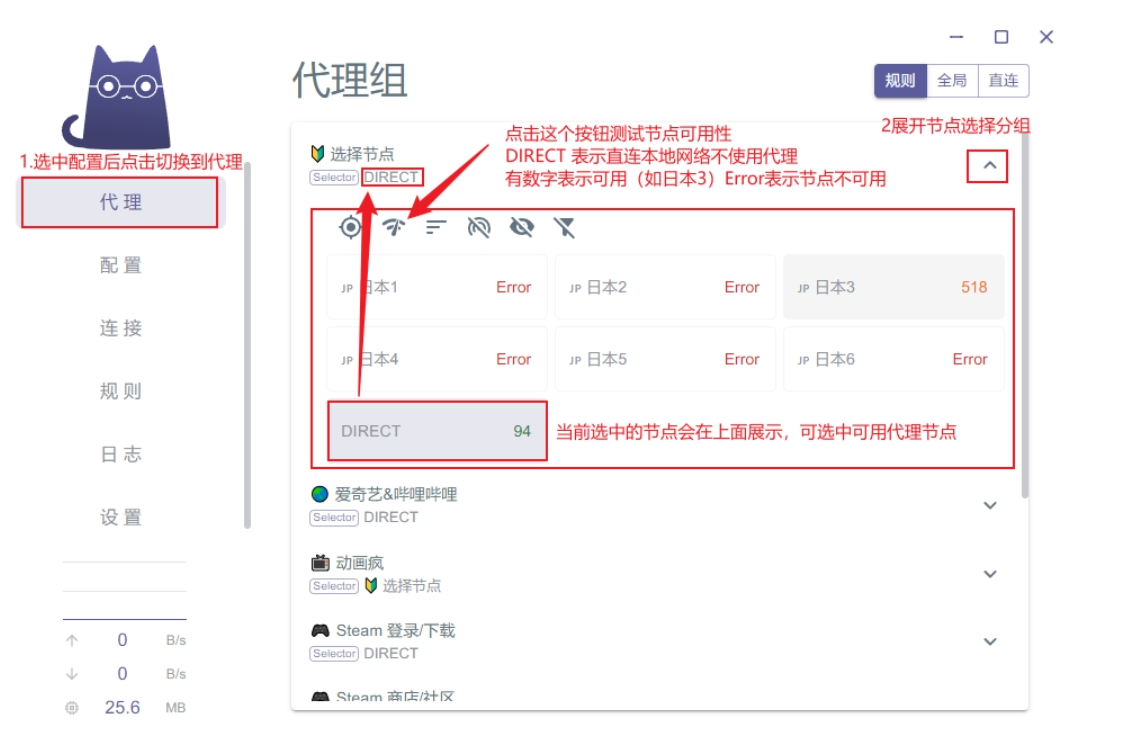 代理组
规则 全局 直连
1.选中配置后点击切换到代理
代 理
配 置
连 接
规 则
日 志
设 置
0 B/s
0 B/s
25.6 MB
2展开节点选择分组
选择节点
Selector DIRECT
点击这个按钮测试节点可用性
DIRECT 表示直连本地网络不使用代理
有数字表示可用（如日本3）Error表示节点不可用
JP 日本1 Error
JP 日本2 Error
JP 日本3 518
JP 日本4 Error
JP 日本5 Error
JP 日本6 Error
DIRECT 94
当前选中的节点会在上面展示，可选中可用代理节点
爱奇艺&哔哩哔哩
Selector DIRECT
动画疯
Selector 选择节点
Steam 登录/下载
Selector DIRECT
Steam 商店/社区